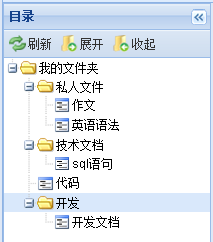 目录
刷新 展开 收起
我的文件夹
私人文件
作文
英语语法
技术文档
sql语句
代码
开发
开发文档